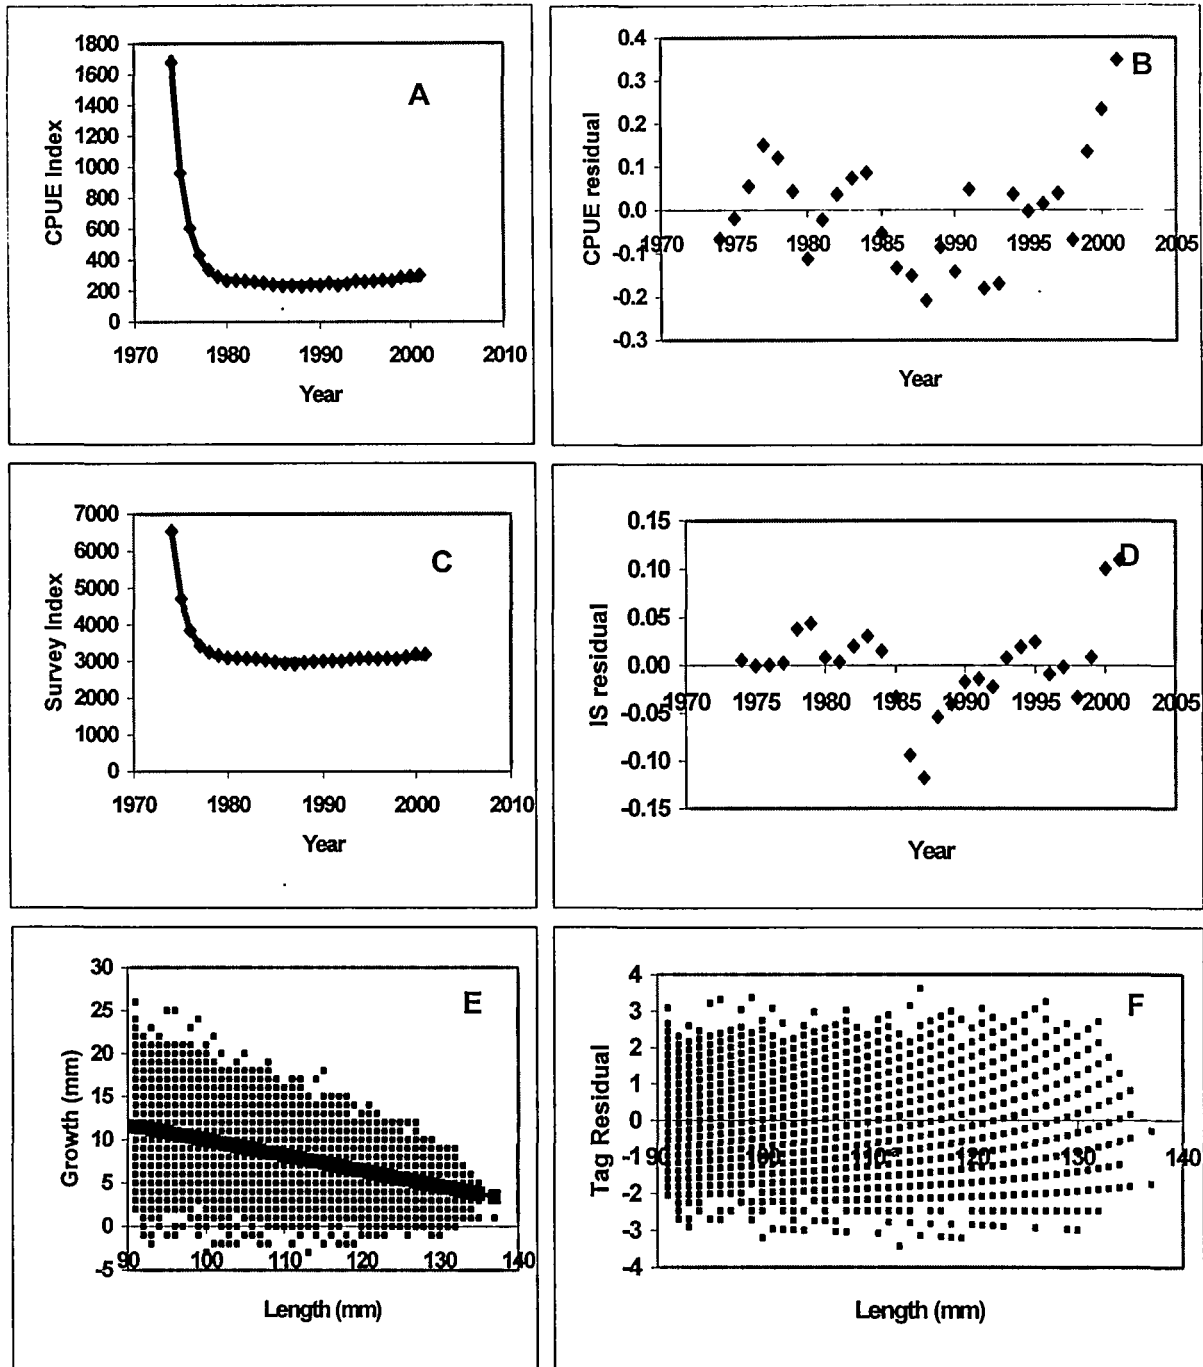 A
CPUE Index
1800
1600
1400
1200
1000
800
600
400
200
0
1970 1980 1990 2000 2010
Year
B
CPUE residual
0.4
0.3
0.2
0.1
0.0
-0.1
-0.2
-0.3
1970 1975 1980 1985 1990 1995 2000 2005
Year
C
Survey Index
7000
6000
5000
4000
3000
2000
1000
0
1970 1980 1990 2000 2010
Year
D
IS residual
0.15
0.10
0.05
0.00
-0.05
-0.10
-0.15
1970 1975 1980 1985 1990 1995 2000 2005
Year
E
Growth (mm)
30
25
20
15
10
5
0
-5
90 100 110 120 130 140
Length (mm)
F
Tag Residual
4
3
2
1
0
-1
-2
-3
-4
90 100 110 120 130 140
Length (mm)